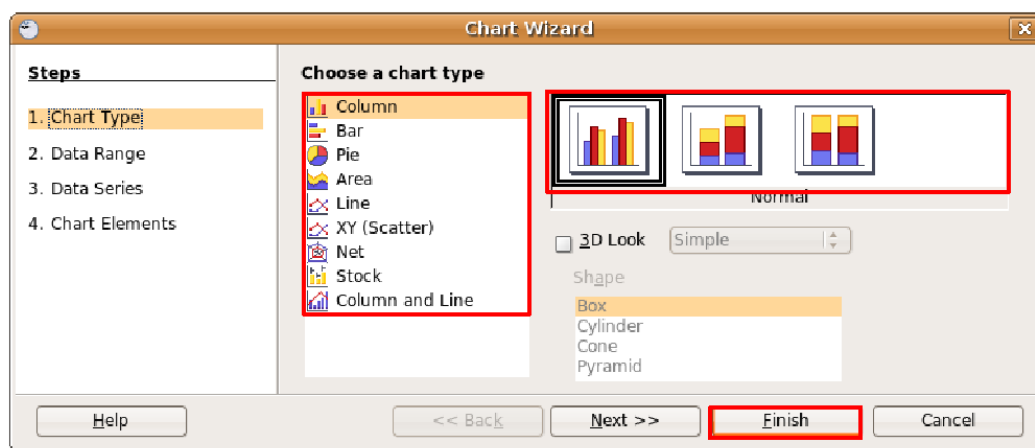 Chart Wizard
Steps
1. Chart Type
2. Data Range
3. Data Series
4. Chart Elements
Choose a chart type
Column
Bar
Pie
Area
Line
XY (Scatter)
Net
Stock
Column and Line
Normal
3D Look Simple
Shape
Box
Cylinder
Cone
Pyramid
Help << Back Next >> Finish Cancel